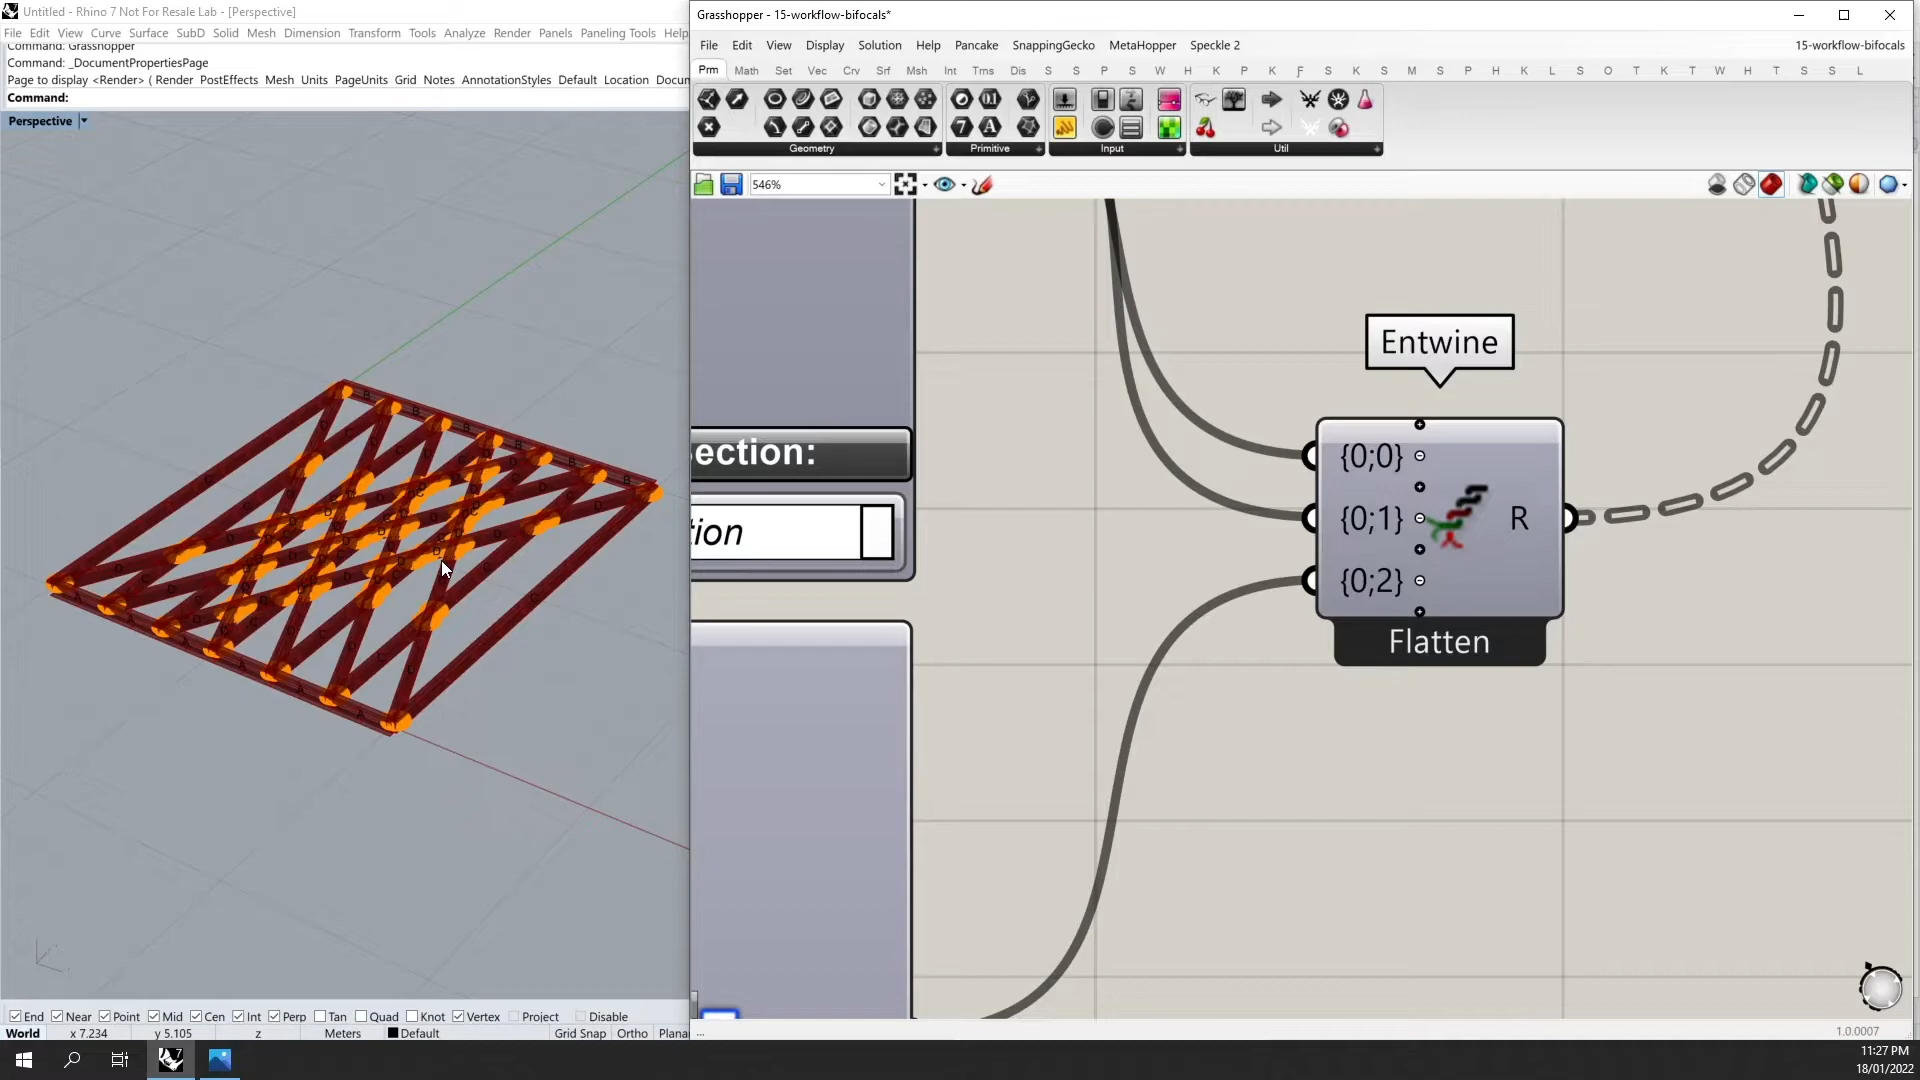 Untitled - Rhino 7 Not For Resale Lab - [Perspective]
File Edit View Curve Surface SubD Solid Mesh Dimension Transform Tools Analyze Render Panels Paneling Tools Help
Command: Grasshopper
Command: _DocumentPropertiesPage
Page to display <Render> ( Render PostEffects Mesh Units PageUnits Grid Notes AnnotationStyles Default Location Docun
Command:
Perspective
End Near Point Mid Cen Int Perp Tan Quad Knot Vertex Project Disable
World x 7.234 y 5.105 z Meters Default Grid Snap Ortho Plana
Grasshopper - 15-workflow-bifocals*
File Edit View Display Solution Help Pancake SnappingGecko MetaHopper Speckle 2 15-workflow-bifocals
Prm Math Set Vec Crv Srf Msh Int Trns Dis S S P S W H K P K F S K S M S P H K L S O T K T W H T S S L
Geometry Primitive Input Util
546%
ection:
tion
Entwine
{0;0}
{0;1} R
{0;2}
Flatten
1.0.0007
11:27 PM
18/01/2022